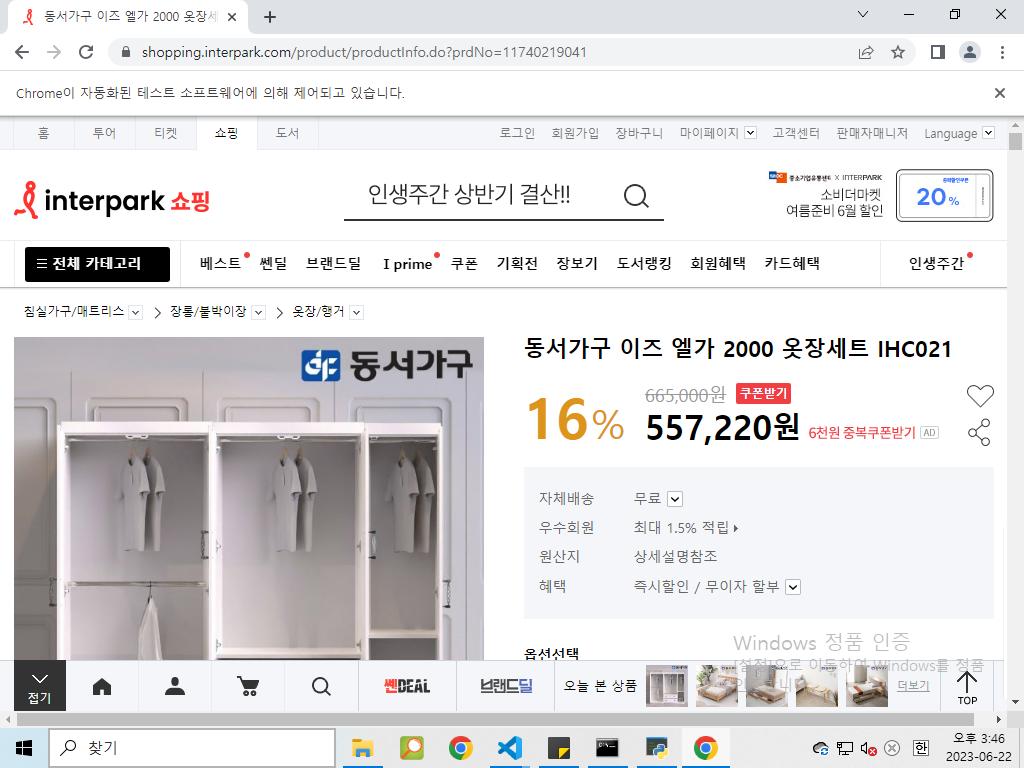 동서가구 이즈 엘가 2000 옷장세
shopping.interpark.com/product/productInfo.do?prdNo=11740219041
Chrome이 자동화된 테스트 소프트웨어에 의해 제어되고 있습니다.
홈 투어 티켓 쇼핑 도서 로그인 회원가입 장바구니 마이페이지 고객센터 판매자매니저 Language
interpark 쇼핑
인생주간 상반기 결산!!
중소기업유통센터 X INTERPARK
소비더마켓
여름준비 6월 할인
20%
전체 카테고리 베스트 쎈딜 브랜드딜 I prime 쿠폰 기획전 장보기 도서랭킹 회원혜택 카드혜택 인생주간
침실가구/매트리스 장롱/붙박이장 옷장/행거
동서가구
동서가구 이즈 엘가 2000 옷장세트 IHC021
16%
665,000원 쿠폰받기
557,220원 6천원 중복쿠폰받기 AD
자체배송 무료
우수회원 최대 1.5% 적립
원산지 상세설명참조
혜택 즉시할인 / 무이자 할부
옵션선택
Windows 정품 인증
[설정]으로 이동하여 Windows를 정품
접기
쎈DEAL
브랜드딜
오늘 본 상품
더보기
TOP
찾기
한
오후 3:46
2023-06-22